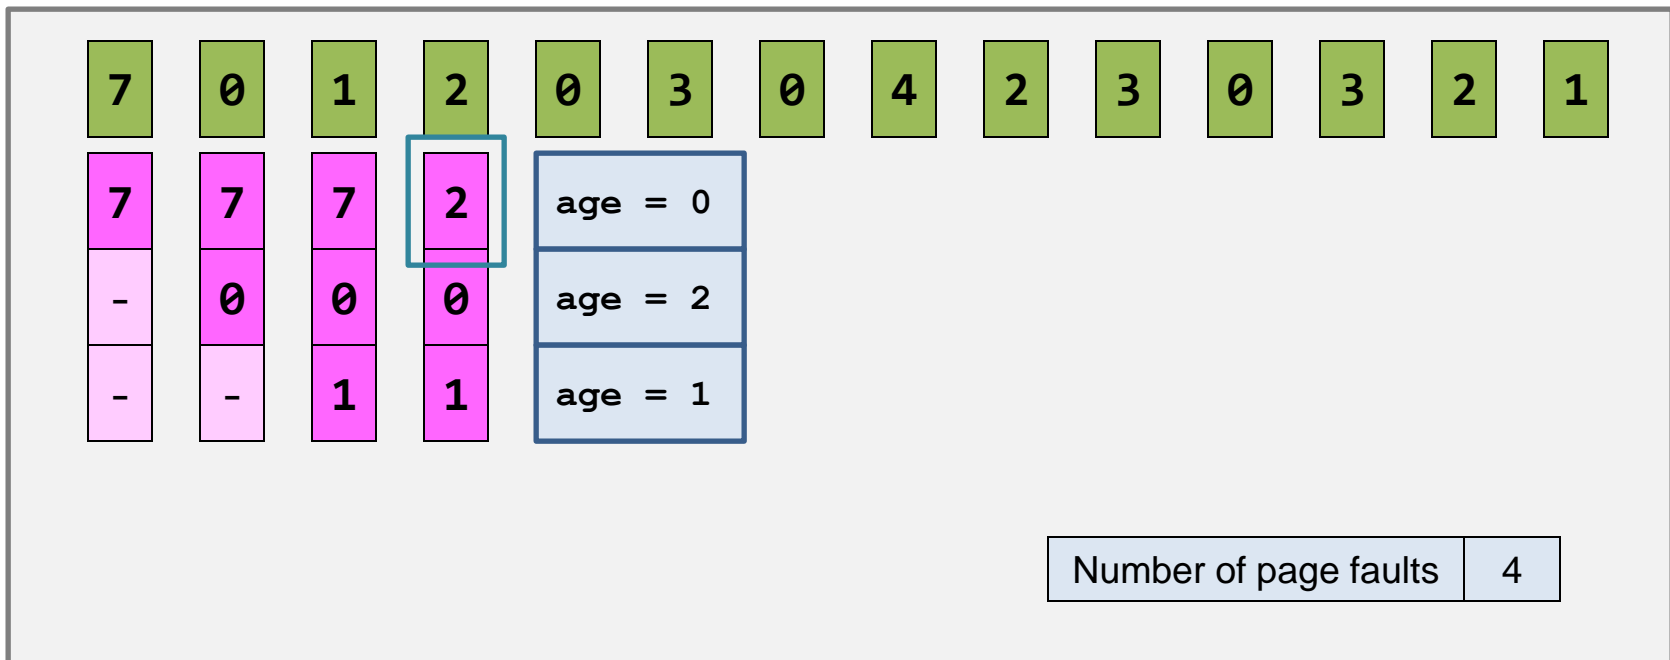 7 0 1 2 0 3 0 4 2 3 0 3 2 1
7 7 7 2 age = 0
- 0 0 0 age = 2
- - 1 1 age = 1
Number of page faults 4